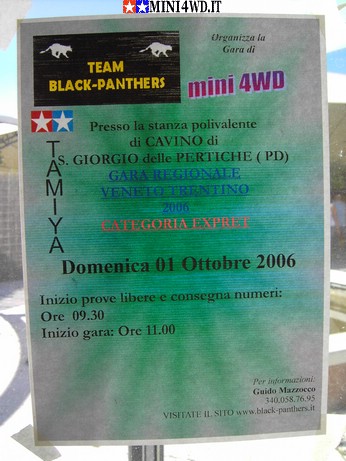 MINI4WD.IT
TEAM
BLACK-PANTHERS
Organizza la
Gara di
mini 4WD
TAMIYA
Presso la stanza polivalente
di CAVINO di
S. GIORGIO delle PERTICHE ( PD)
GARA REGIONALE
VENETO TRENTINO
2006
CATEGORIA EXPRET
Domenica 01 Ottobre 2006
Inizio prove libere e consegna numeri:
Ore 09.30
Inizio gara: Ore 11.00
Per informazioni:
Guido Mazzocco
340.058.76.95
VISITATE IL SITO www.black-panthers.it